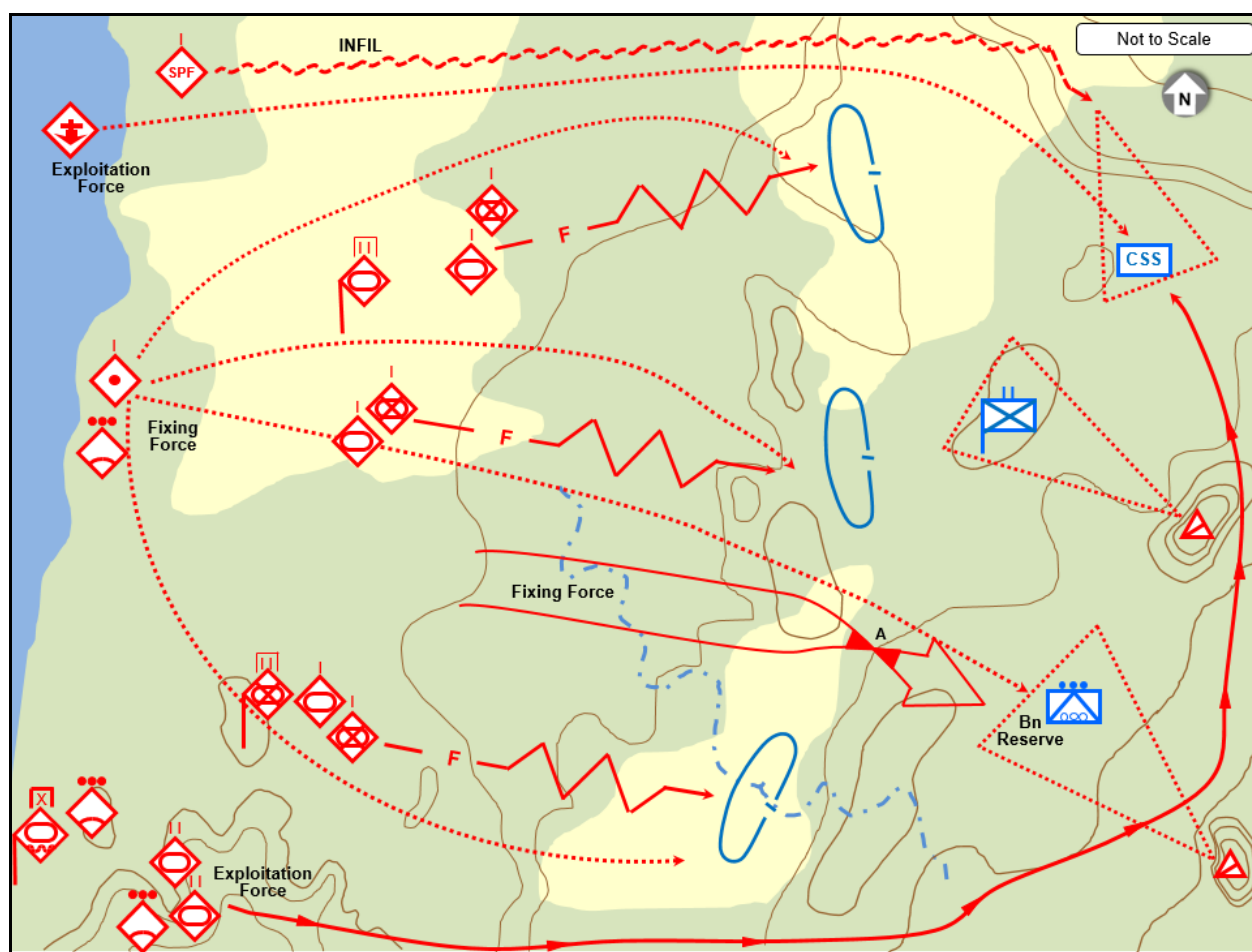 INFIL
Not to Scale
SPF
N
Exploitation
Force
F
CSS
Fixing
Force
F
Fixing Force
A
Bn
Reserve
F
X
Exploitation
Force